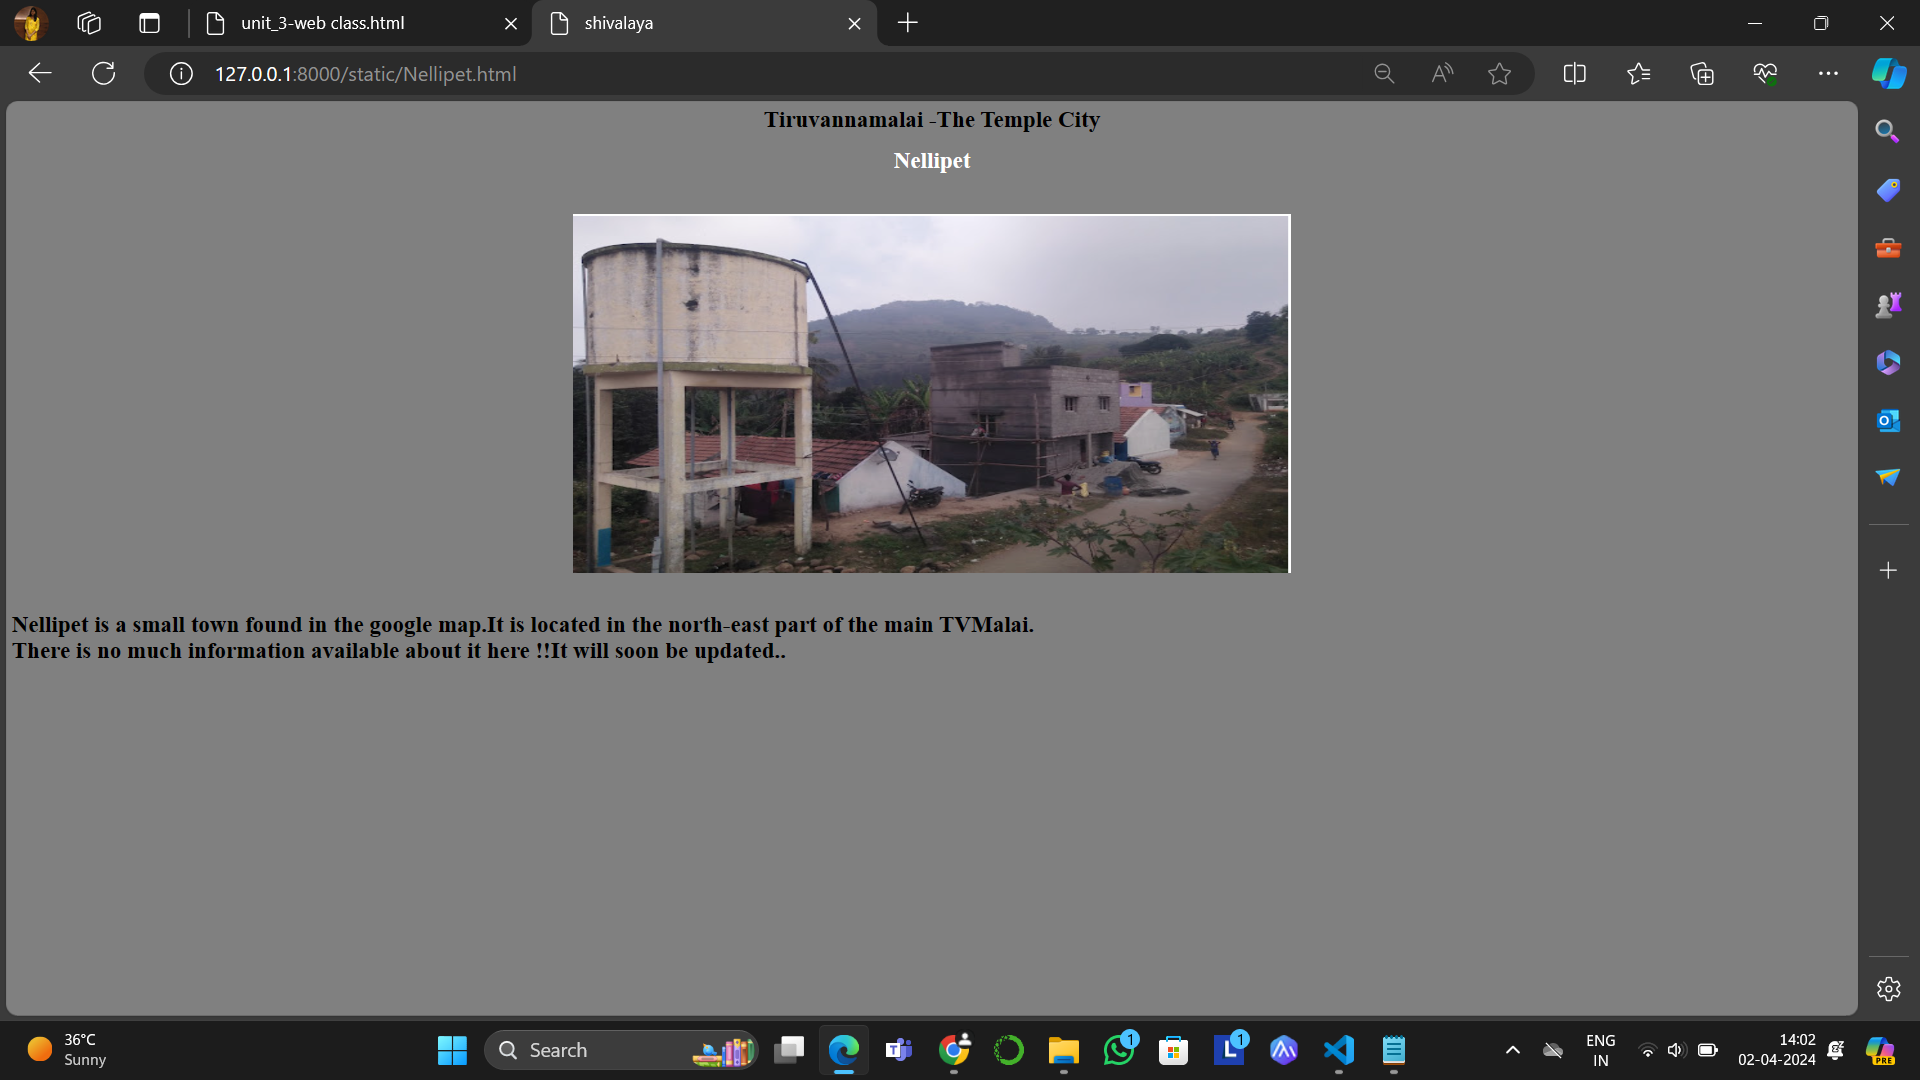 unit_3-web class.html
shivalaya
127.0.0.1:8000/static/Nellipet.html
Tiruvannamalai -The Temple City
Nellipet
Nellipet is a small town found in the google map.It is located in the north-east part of the main TVMalai.
There is no much information available about it here !!It will soon be updated..
36°C
Sunny
Search
1
1
ENG
IN
14:02
02-04-2024
PRE